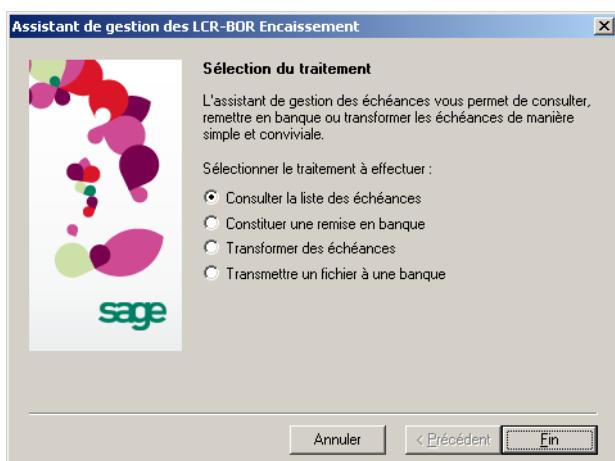 Assistant de gestion des LCR-BOR Encaissement
Sélection du traitement
L'assistant de gestion des échéances vous permet de consulter,
remettre en banque ou transformer les échéances de manière
simple et conviviale.
Sélectionner le traitement à effectuer :
Consulter la liste des échéances
Constituer une remise en banque
Transformer des échéances
Transmettre un fichier à une banque
sage
Annuler
< Précédent
Fin